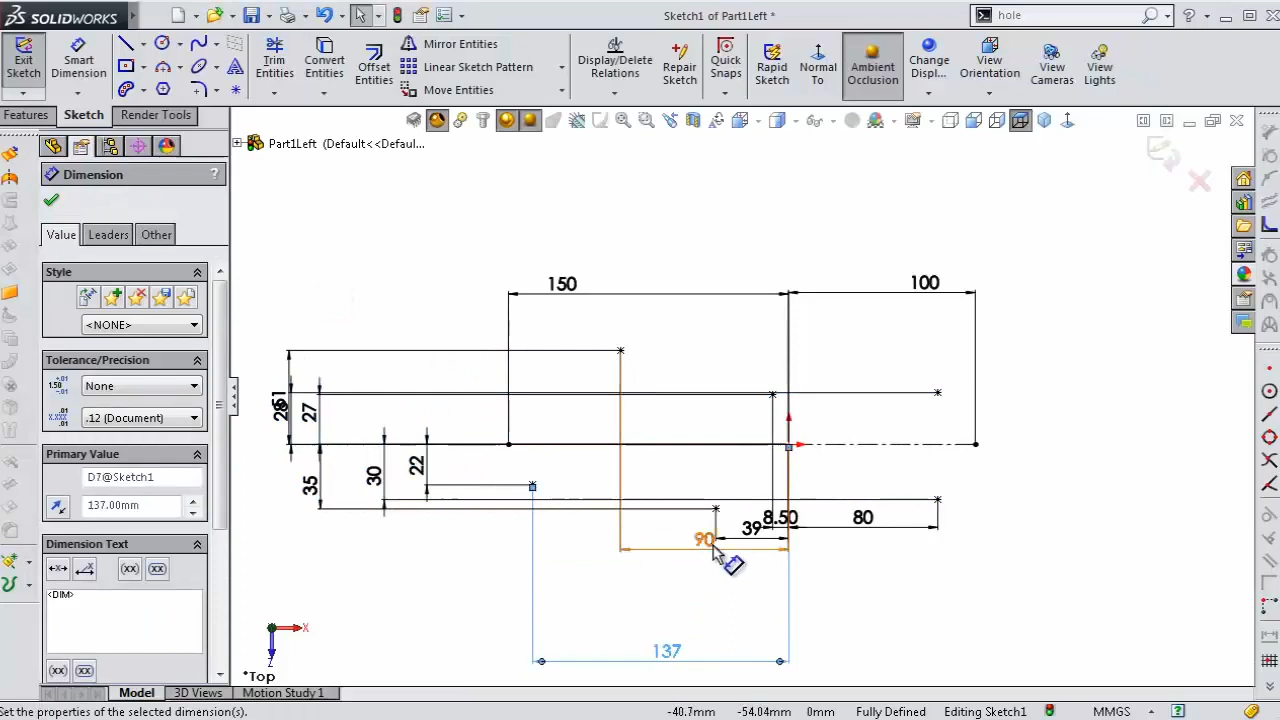 SOLIDWORKS
Sketch1 of Part1Left *
hole
Exit Sketch
Smart Dimension
Trim Entities
Convert Entities
Offset Entities
Mirror Entities
Linear Sketch Pattern
Move Entities
Display/Delete Relations
Repair Sketch
Quick Snaps
Rapid Sketch
Normal To
Ambient Occlusion
Change Displ...
View Orientation
View Cameras
View Lights
Features
Sketch
Render Tools
Part1Left (Default<<Defaul...
Dimension
?
Value
Leaders
Other
Style
<NONE>
Tolerance/Precision
None
.12 (Document)
Primary Value
D7@Sketch1
137.00mm
Dimension Text
<DIM>
150
100
27
22
30
35
8.50
80
39
90
137
X
Z
*Top
Model
3D Views
Motion Study 1
Set the properties of the selected dimension(s).
-40.7mm
-54.04mm
0mm
Fully Defined
Editing Sketch1
MMGS